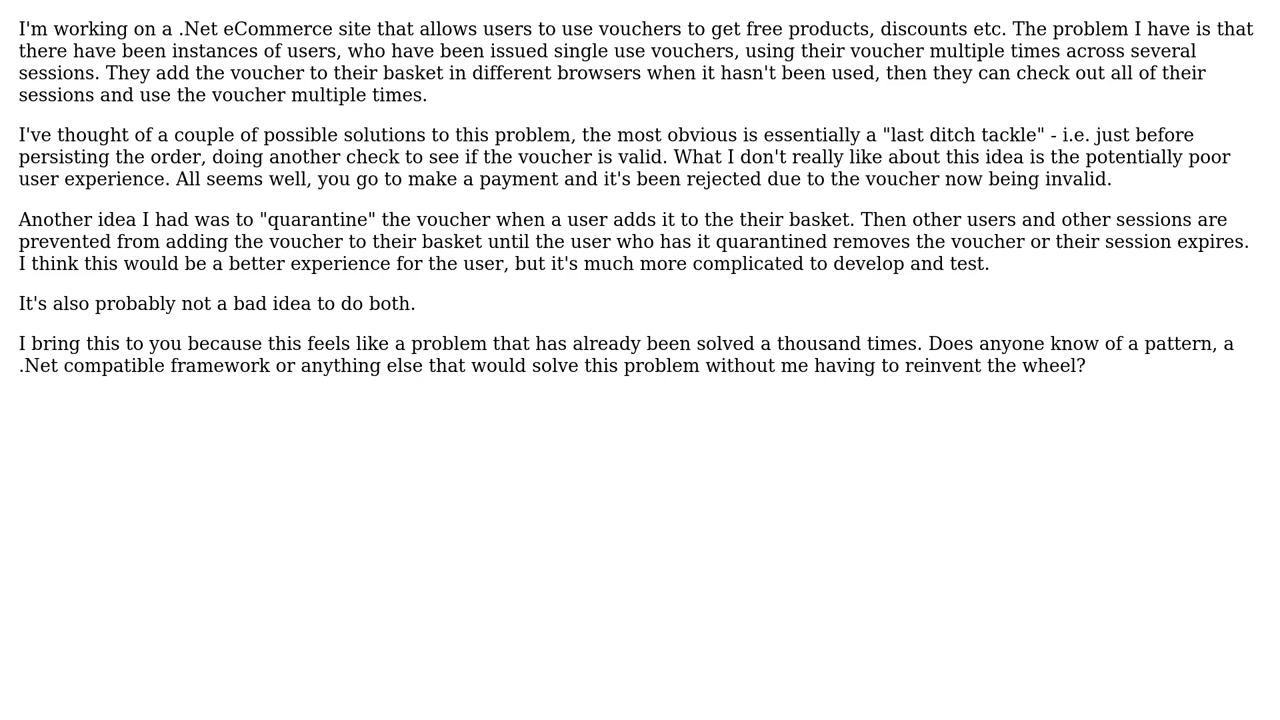 I'm working on a .Net eCommerce site that allows users to use vouchers to get free products, discounts etc. The problem I have is that
there have been instances of users, who have been issued single use vouchers, using their voucher multiple times across several
sessions. They add the voucher to their basket in different browsers when it hasn't been used, then they can check out all of their
sessions and use the voucher multiple times.
I've thought of a couple of possible solutions to this problem, the most obvious is essentially a "last ditch tackle" - i.e. just before
persisting the order, doing another check to see if the voucher is valid. What I don't really like about this idea is the potentially poor
user experience. All seems well, you go to make a payment and it's been rejected due to the voucher now being invalid.
Another idea I had was to "quarantine" the voucher when a user adds it to the their basket. Then other users and other sessions are
prevented from adding the voucher to their basket until the user who has it quarantined removes the voucher or their session expires.
I think this would be a better experience for the user, but it's much more complicated to develop and test.
It's also probably not a bad idea to do both.
I bring this to you because this feels like a problem that has already been solved a thousand times. Does anyone know of a pattern, a
.Net compatible framework or anything else that would solve this problem without me having to reinvent the wheel?